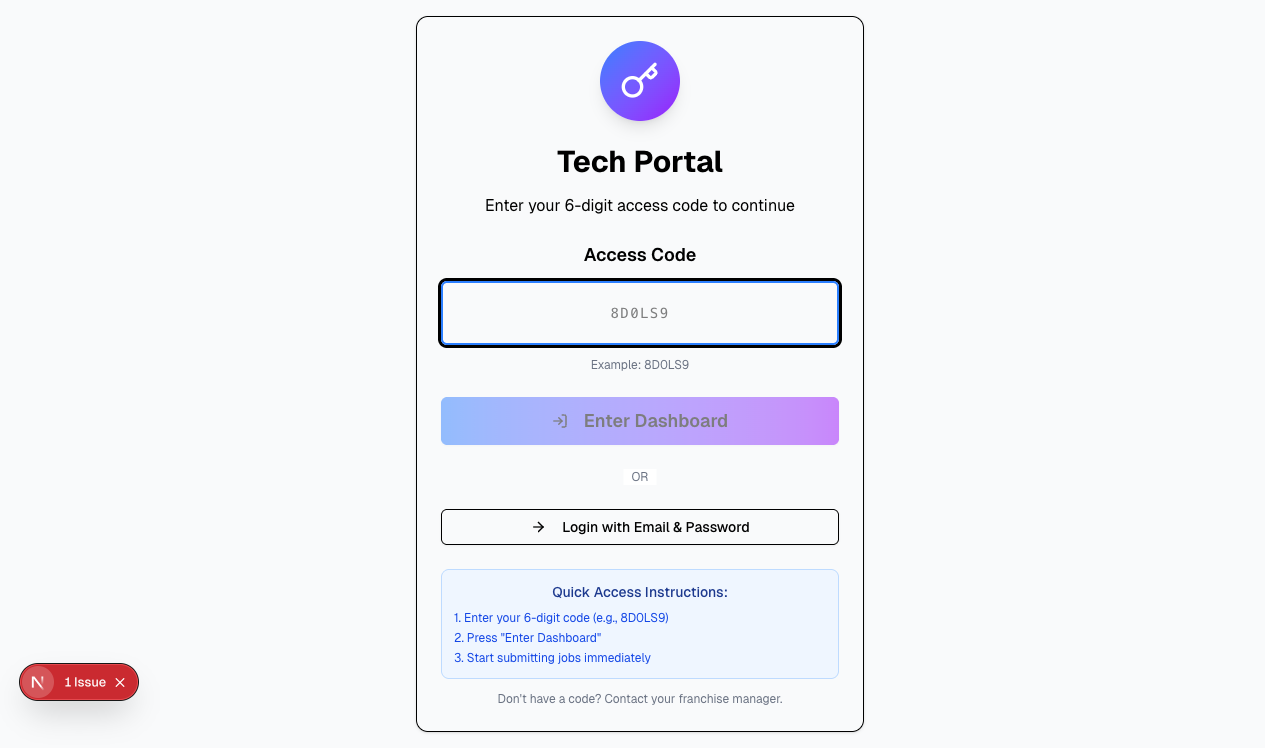 Tech Portal
Enter your 6-digit access code to continue
Access Code
8D0LS9
Example: 8D0LS9
Enter Dashboard
OR
Login with Email & Password
Quick Access Instructions:
1. Enter your 6-digit code (e.g., 8D0LS9)
2. Press "Enter Dashboard"
3. Start submitting jobs immediately
N 1 Issue
Don't have a code? Contact your franchise manager.